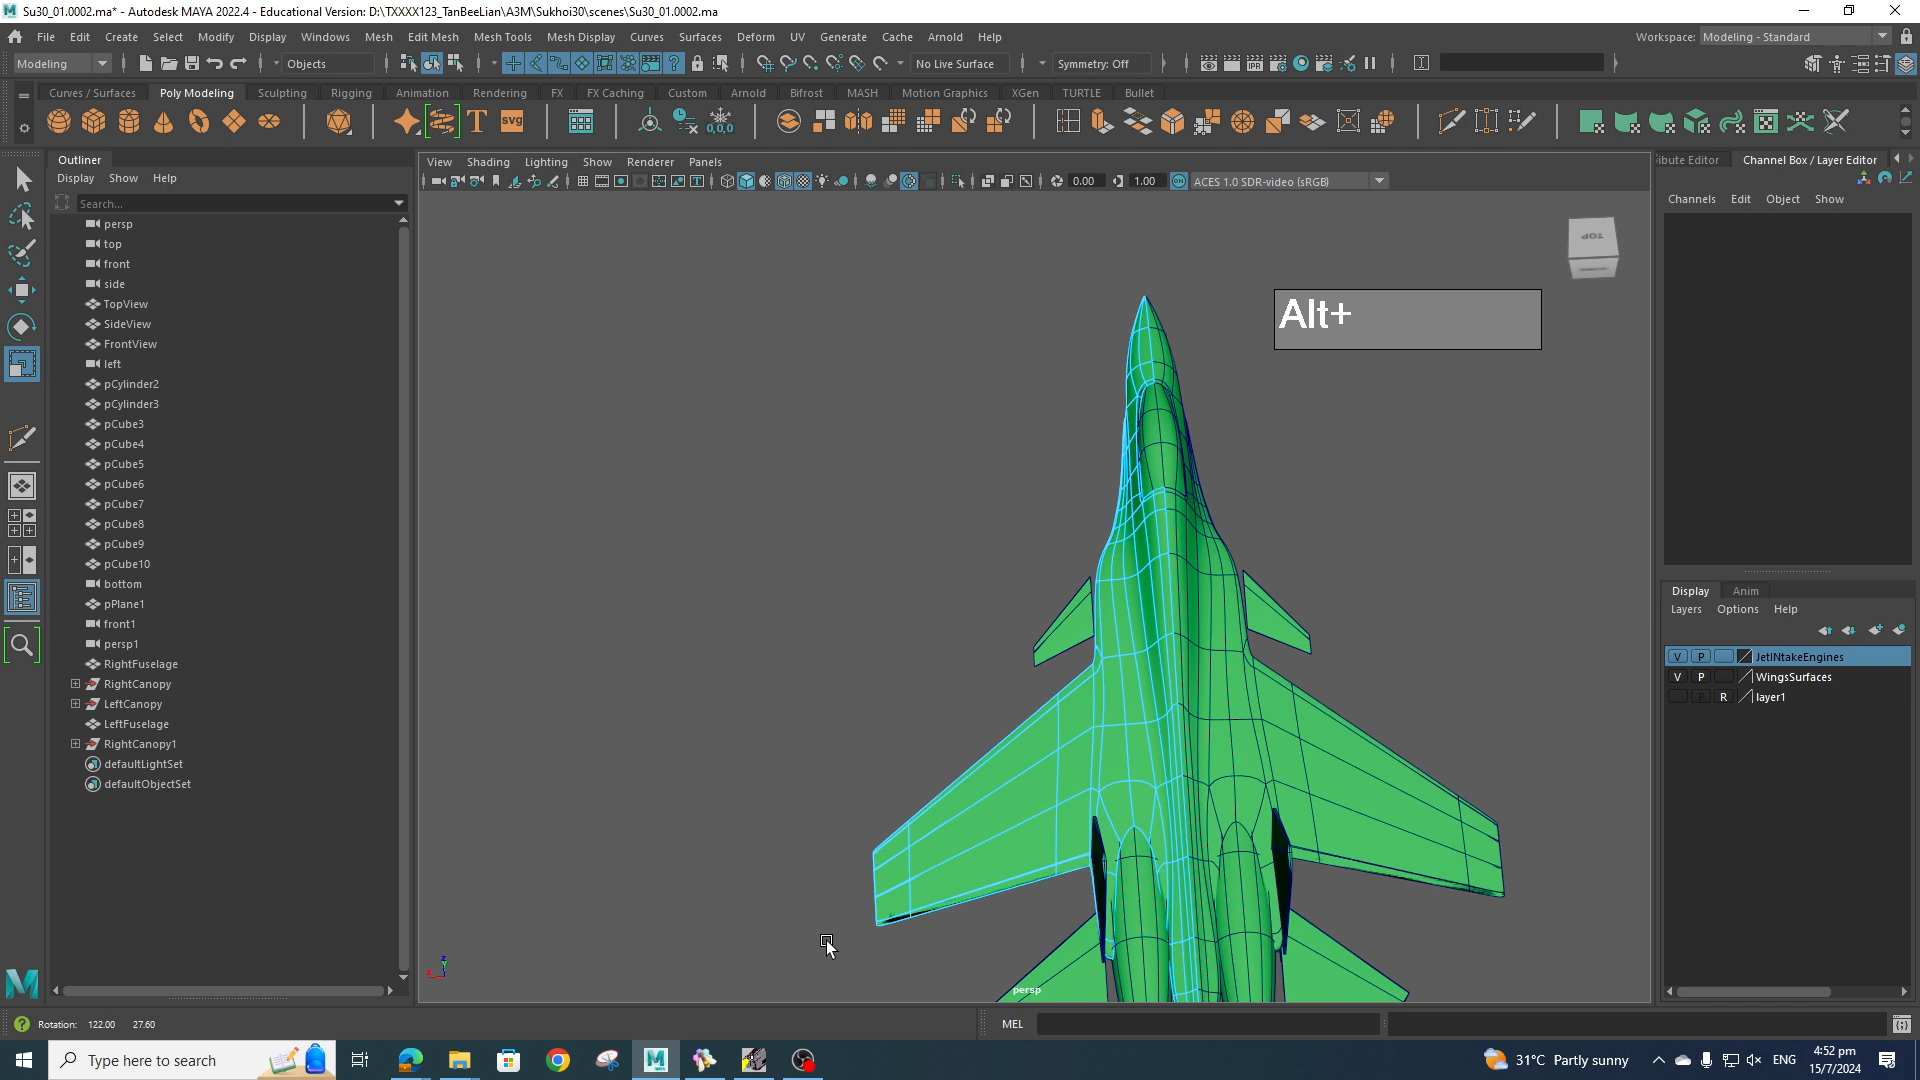 Su30_01.0002.ma* - Autodesk MAYA 2022.4 - Educational Version: D:\TXXXX123_TanBeeLian\A3M\Sukhoi30\scenes\Su30_01.0002.ma
File Edit Create Select Modify Display Windows Mesh Edit Mesh Mesh Tools Mesh Display Curves Surfaces Deform UV Generate Cache Arnold Help
Workspace: Modeling - Standard
Modeling Objects No Live Surface Symmetry: Off
Curves / Surfaces Poly Modeling Sculpting Rigging Animation Rendering FX FX Caching Custom Arnold Bifrost MASH Motion Graphics XGen TURTLE Bullet
Outliner
Display Show Help
Search...
persp
top
front
side
TopView
SideView
FrontView
left
pCylinder2
pCylinder3
pCube3
pCube4
pCube5
pCube6
pCube7
pCube8
pCube9
pCube10
bottom
pPlane1
front1
persp1
RightFuselage
RightCanopy
LeftCanopy
LeftFuselage
RightCanopy1
defaultLightSet
defaultObjectSet
View Shading Lighting Show Renderer Panels
0.00 1.00 ACES 1.0 SDR-video (sRGB)
TOP
Alt+
persp
ibute Editor Channel Box / Layer Editor
Channels Edit Object Show
Display Anim
Layers Options Help
V P JetINtakeEngines
V P WingsSurfaces
P R layer1
Rotation: 122.00 27.60
MEL
Type here to search
31°C Partly sunny
ENG
4:52 pm
15/7/2024